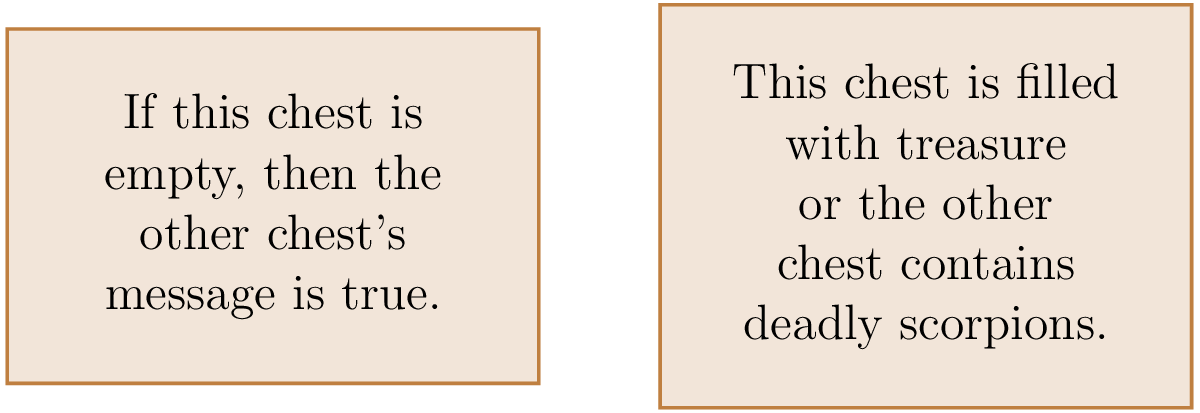 If this chest is
empty, then the
other chest's
message is true.
This chest is filled
with treasure
or the other
chest contains
deadly scorpions.